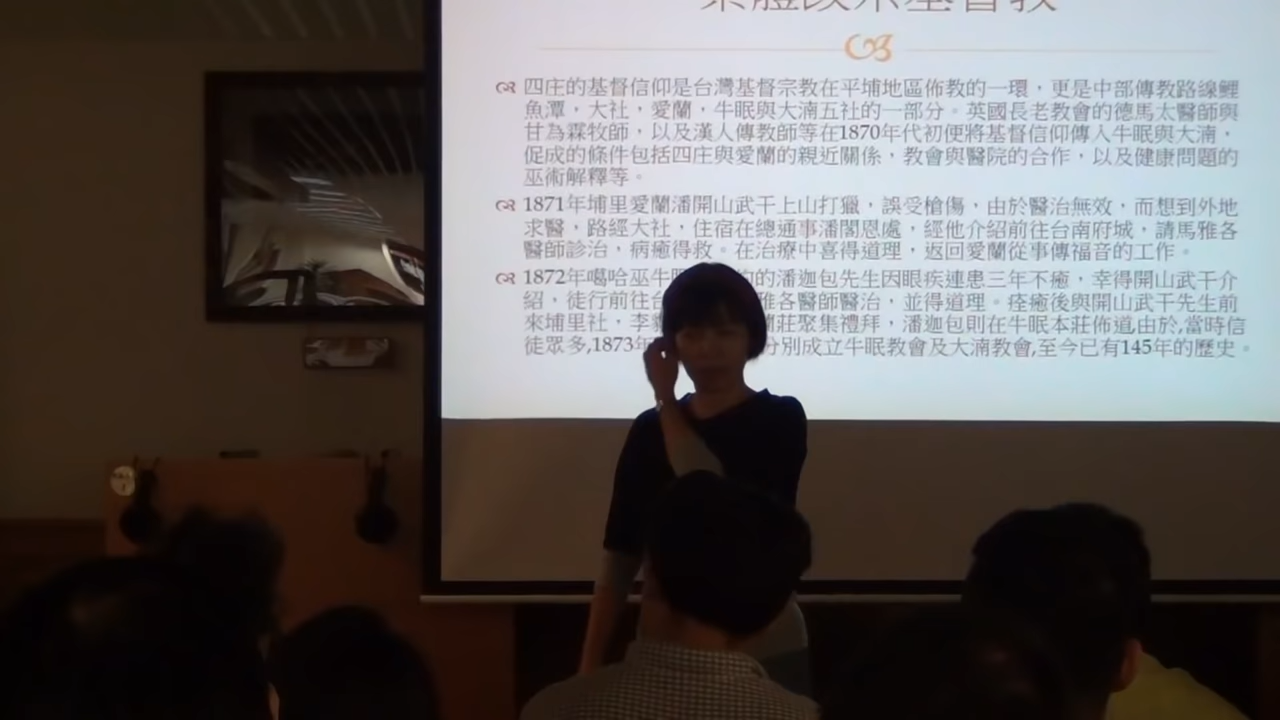 集體改宗基督教
四庄的基督信仰是台灣基督宗教在平埔地區佈教的一環，更是中部傳教路線鯉
魚潭，大社，愛蘭，牛眠與大湳五社的一部分。英國長老教會的德馬太醫師與
甘為霖牧師，以及漢人傳教師等在1870年代初便將基督信仰傳入牛眠與大湳，
促成的條件包括四庄與愛蘭的親近關係，教會與醫院的合作，以及健康問題的
巫術解釋等。
1871年埔里愛蘭潘開山武干上山打獵，誤受槍傷，由於醫治無效，而想到外地
求醫，路經大社，住宿在總通事潘閣恩處，經他介紹前往台南府城，請馬雅各
醫師診治，病癒得救。在治療中喜得道理，返回愛蘭從事傳福音的工作。
1872年噶哈巫牛眠 的潘迦包先生因眼疾連患三年不癒，幸得開山武干介
紹，徒行前往台 雅各醫師醫治，並得道理。痊癒後與開山武干先生前
來埔里社，李 蘭莊聚集禮拜，潘迦包則在牛眠本莊佈道,由於,當時信
徒眾多,1873年 分別成立牛眠教會及大湳教會,至今已有145年的歷史。